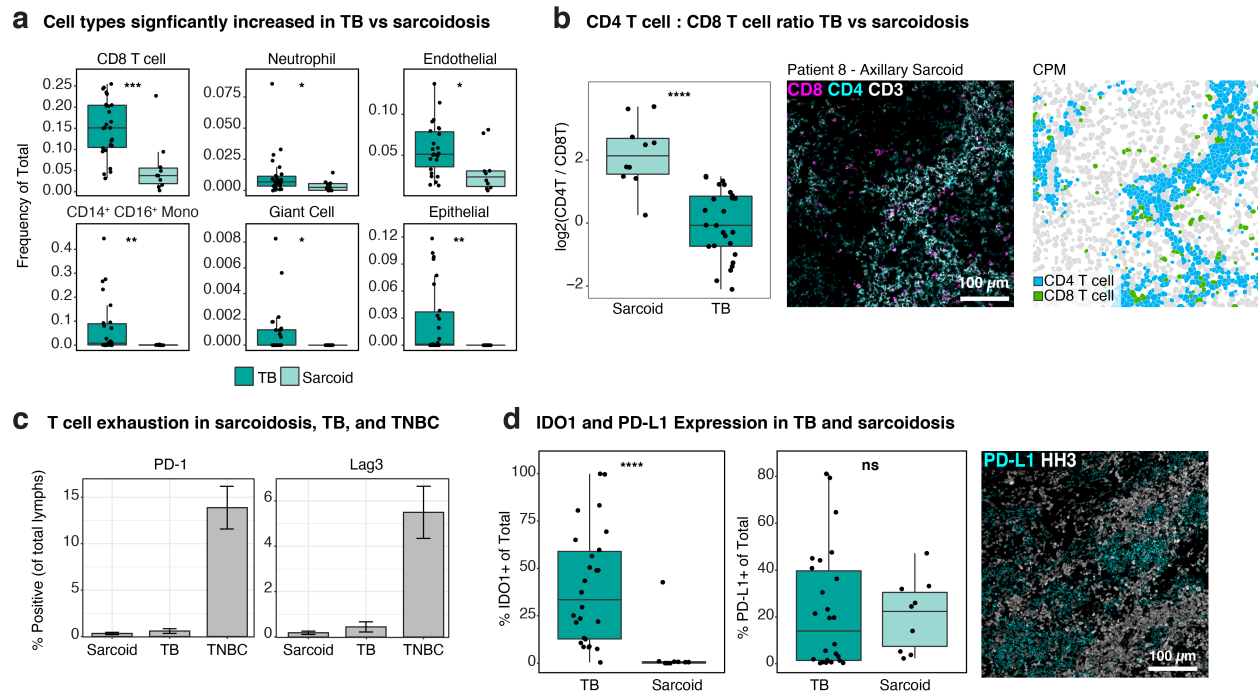 a Cell types signficantly increased in TB vs sarcoidosis
CD8 T cell
Neutrophil
Endothelial
Frequency of Total
0.25
0.20
0.15
0.10
0.05
0.00
***
0.075
0.050
0.025
0.000
*
0.10
0.05
*
CD14+ CD16+ Mono
Giant Cell
Epithelial
0.4
0.3
0.2
0.1
0.0
**
0.008
0.006
0.004
0.002
0.000
*
0.12
0.09
0.06
0.03
0.00
**
TB
Sarcoid
b CD4 T cell : CD8 T cell ratio TB vs sarcoidosis
log2(CD4T / CD8T)
2
0
−2
****
Sarcoid
TB
Patient 8 - Axillary Sarcoid
CD8 CD4 CD3
100 µm
CPM
CD4 T cell
CD8 T cell
c T cell exhaustion in sarcoidosis, TB, and TNBC
% Positive (of total lymphs)
PD-1
15
10
5
0
Sarcoid
TB
TNBC
Lag3
6
4
2
0
Sarcoid
TB
TNBC
d IDO1 and PD-L1 Expression in TB and sarcoidosis
% IDO1+ of Total
100
75
50
25
0
****
TB
Sarcoid
% PD-L1+ of Total
80
60
40
20
0
ns
TB
Sarcoid
PD-L1 HH3
100 µm